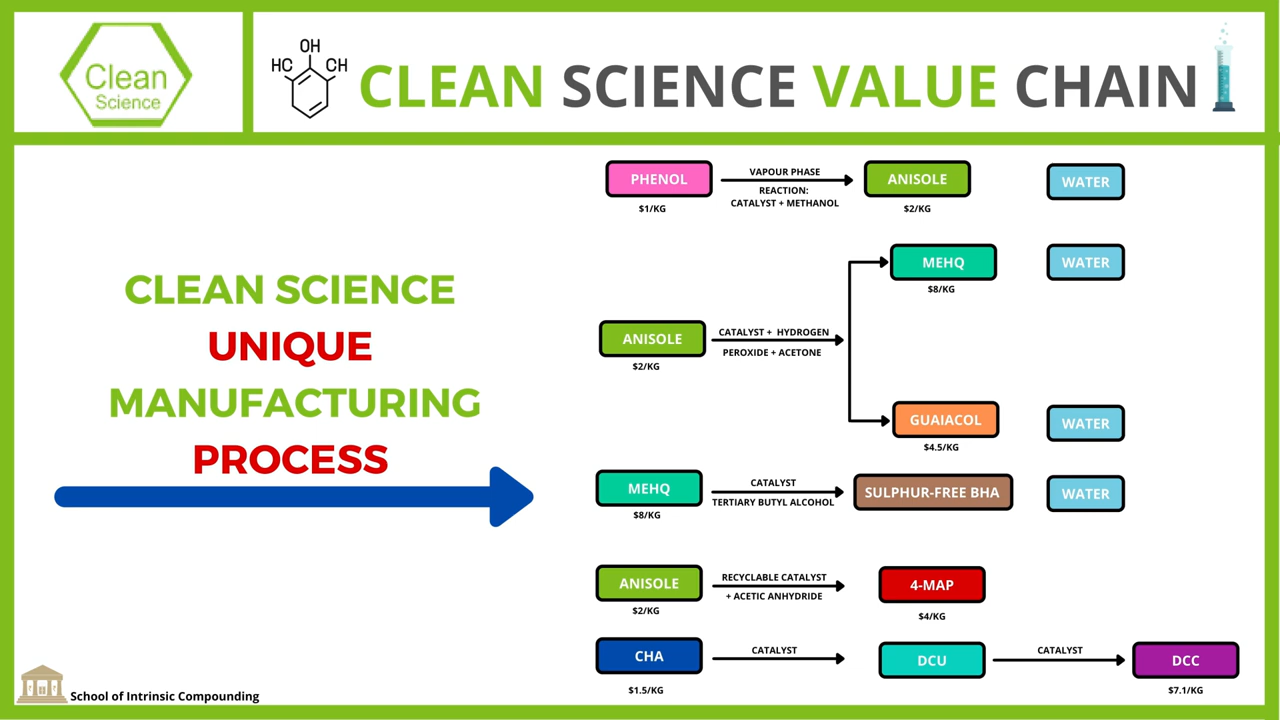 Clean
Science
OH
HC
CH
CLEAN SCIENCE VALUE CHAIN
CLEAN SCIENCE
UNIQUE
MANUFACTURING
PROCESS
PHENOL
$1/KG
VAPOUR PHASE
REACTION:
CATALYST + METHANOL
ANISOLE
$2/KG
WATER
ANISOLE
$2/KG
CATALYST + HYDROGEN
PEROXIDE + ACETONE
MEHQ
$8/KG
WATER
GUAIACOL
$4.5/KG
WATER
MEHQ
$8/KG
CATALYST
TERTIARY BUTYL ALCOHOL
SULPHUR-FREE BHA
WATER
ANISOLE
$2/KG
RECYCLABLE CATALYST
+ ACETIC ANHYDRIDE
4-MAP
$4/KG
CHA
$1.5/KG
CATALYST
DCU
CATALYST
DCC
$7.1/KG
School of Intrinsic Compounding